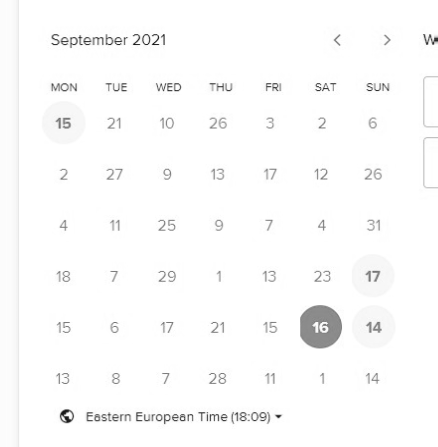 September 2021
MON TUE WED THU FRI SAT SUN
15 21 10 26 3 2 6
2 27 9 13 17 12 26
4 11 25 9 7 4 31
18 7 29 1 13 23 17
15 6 17 21 15 16 14
13 8 7 28 11 1 14
Eastern European Time (18:09)